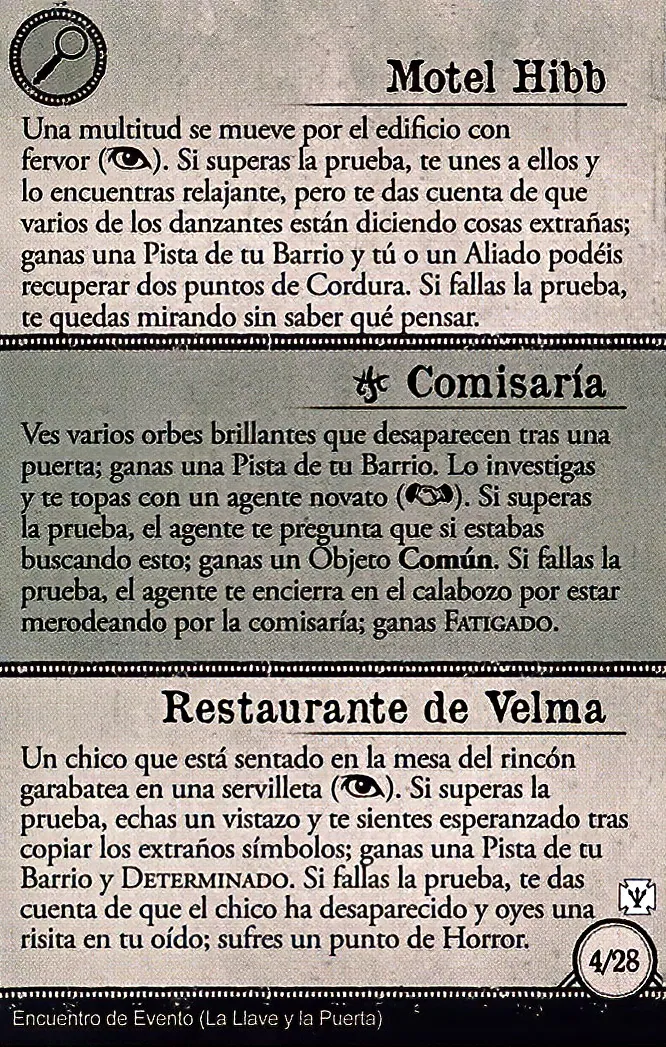 Motel Hibb
Una multitud se mueve por el edificio con
fervor (). Si superas la prueba, te unes a ellos y
lo encuentras relajante, pero te das cuenta de que
varios de los danzantes están diciendo cosas extrañas;
ganas una Pista de tu Barrio y tú o un Aliado podéis
recuperar dos puntos de Cordura. Si fallas la prueba,
te quedas mirando sin saber qué pensar.
Comisaría
Ves varios orbes brillantes que desaparecen tras una
puerta; ganas una Pista de tu Barrio. Lo investigas
y te topas con un agente novato (). Si superas
la prueba, el agente te pregunta que si estabas
buscando esto; ganas un Objeto Común. Si fallas la
prueba, el agente te encierra en el calabozo por estar
merodeando por la comisaría; ganas FATIGADO.
Restaurante de Velma
Un chico que está sentado en la mesa del rincón
garabatea en una servilleta (). Si superas la
prueba, echas un vistazo y te sientes esperanzado tras
copiar los extraños símbolos; ganas una Pista de tu
Barrio y DETERMINADO. Si fallas la prueba, te das
cuenta de que el chico ha desaparecido y oyes una
risita en tu oído; sufres un punto de Horror.
4/28
Encuentro de Evento (La Llave y la Puerta)